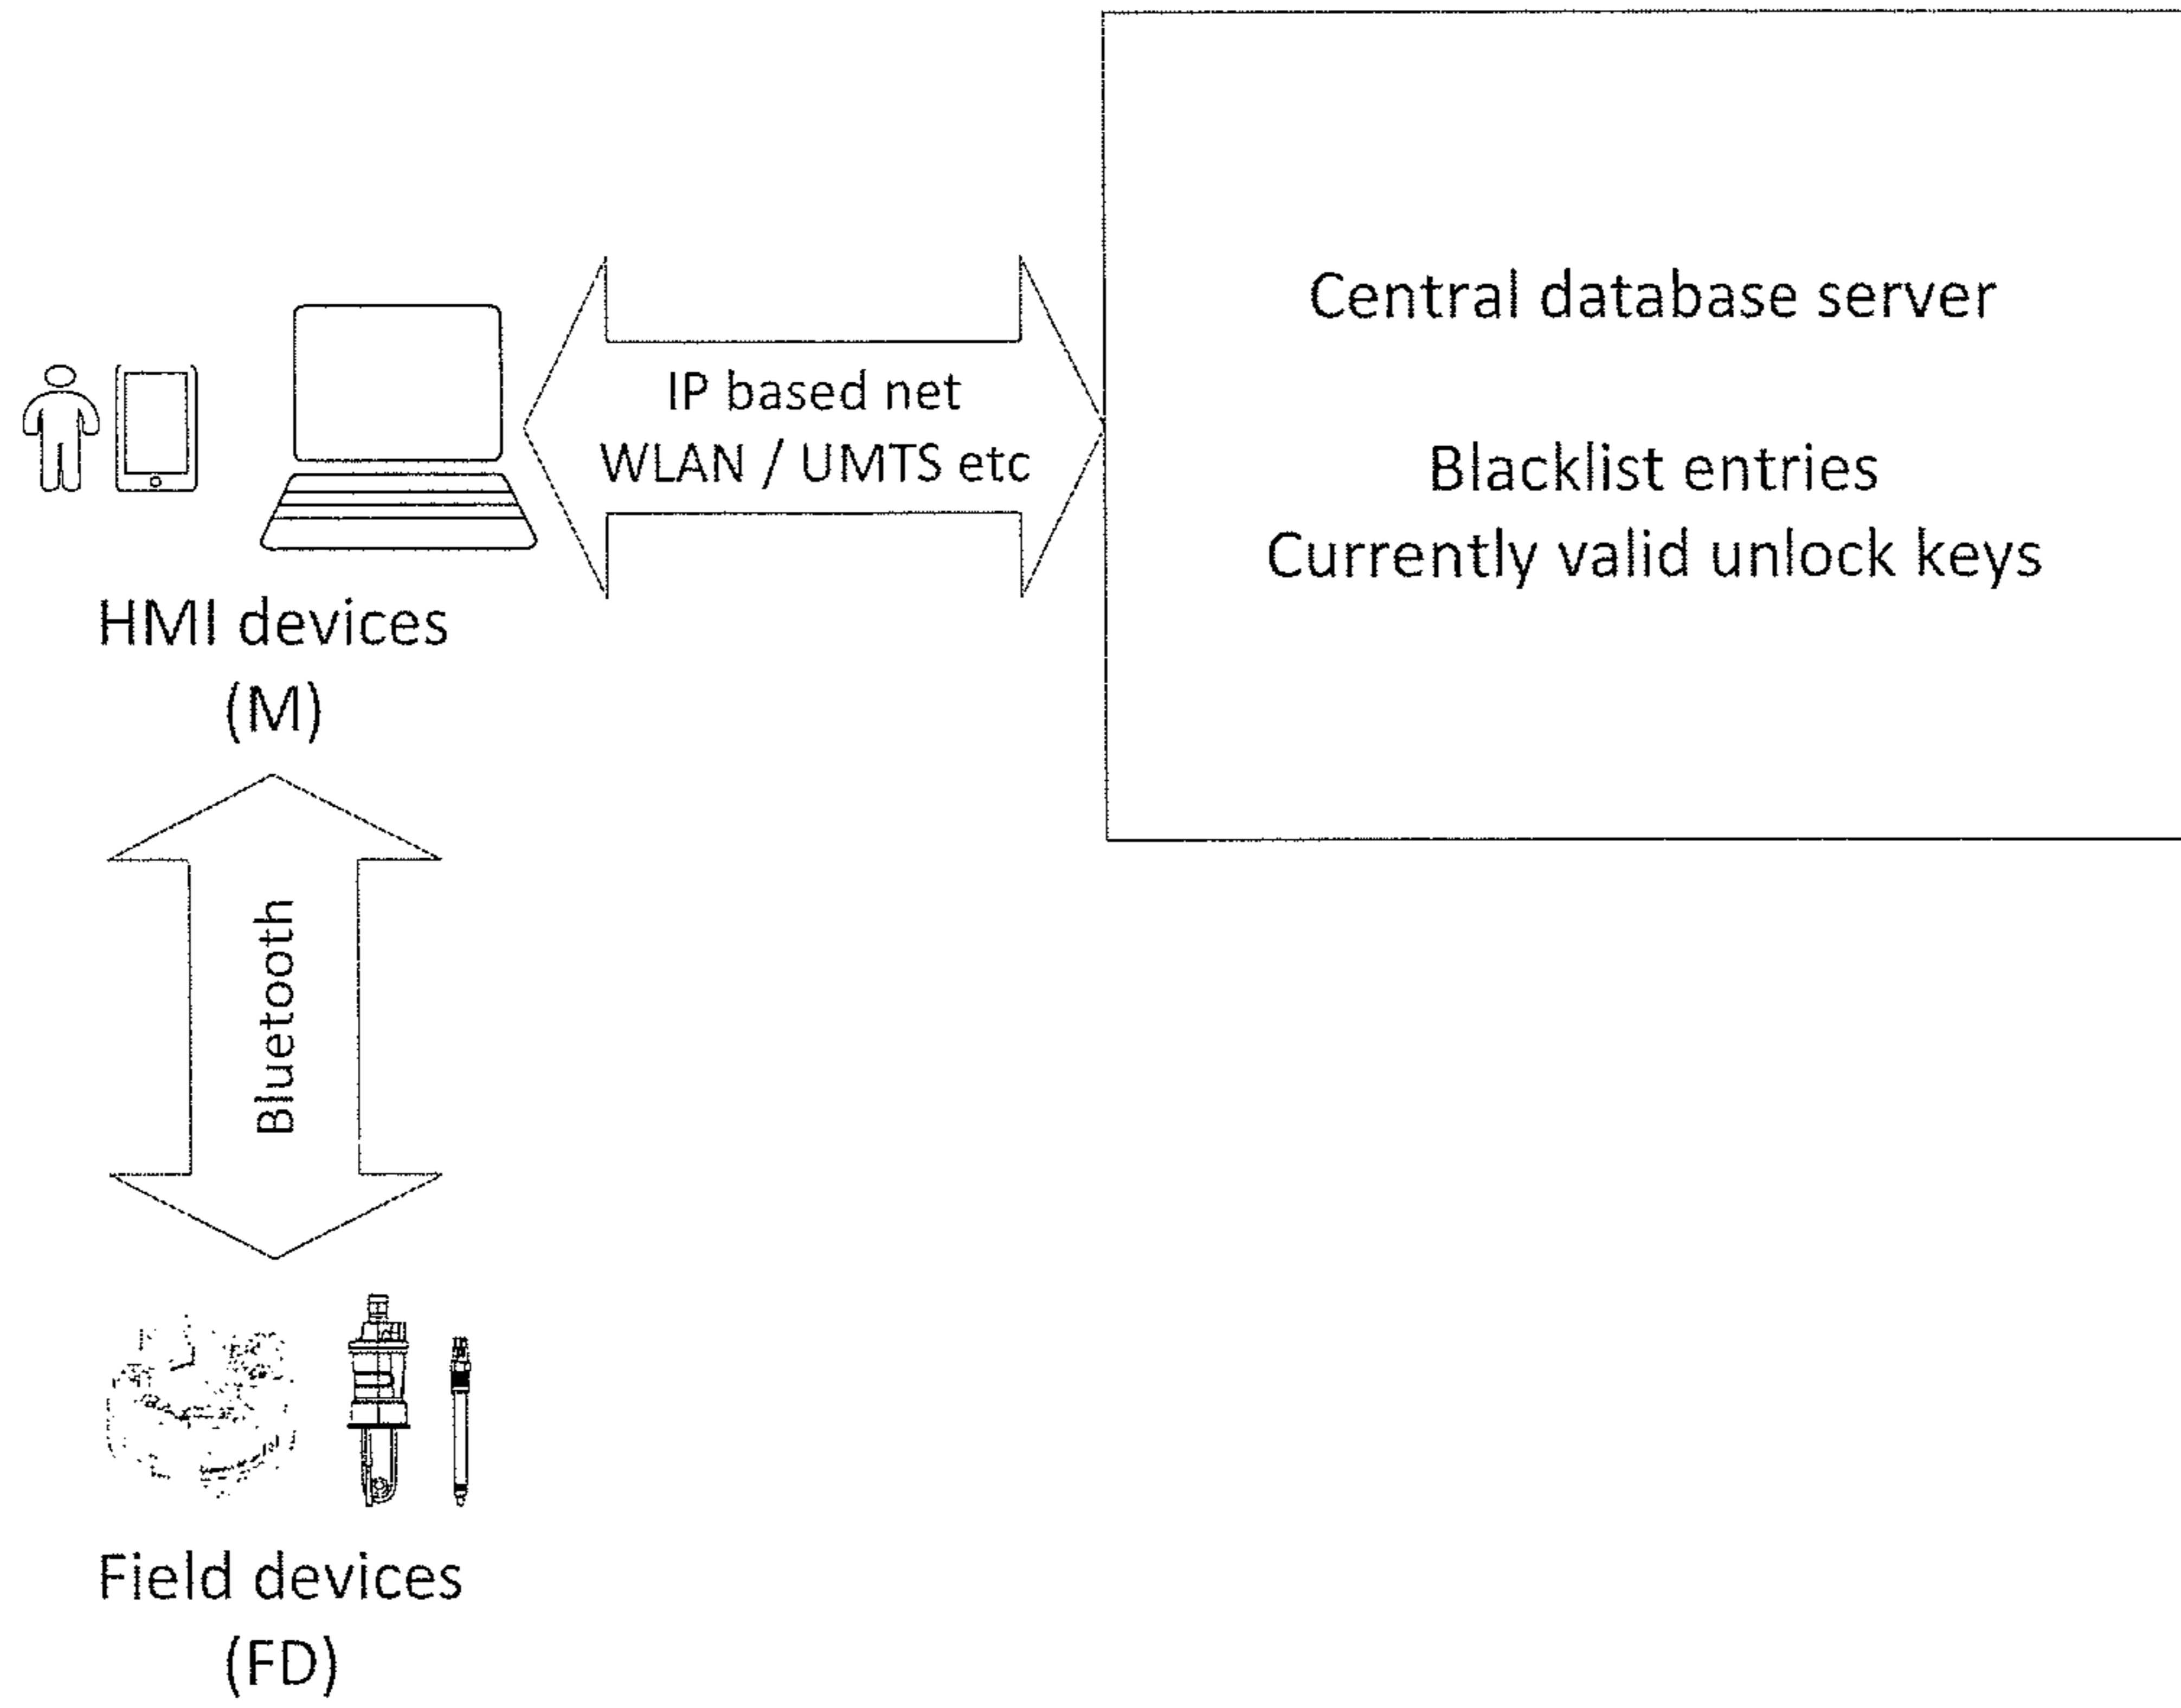 Central database server
IP based net
WLAN / UMTS etc
Blacklist entries
Currently valid unlock keys
HMI devices
(M)
Bluetooth
Field devices
(FD)